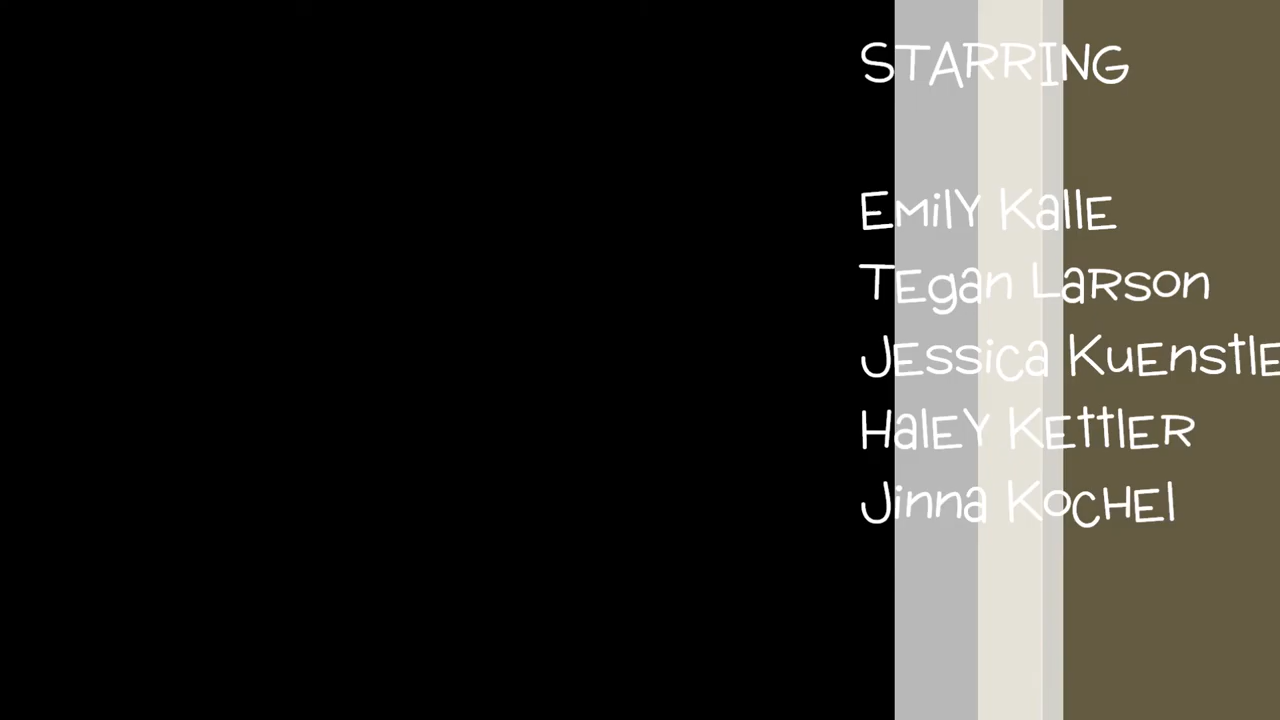 STARRING
Emily Kalle
Tegan Larson
Jessica Kuenstle
Haley Kettler
Jinna Kochel